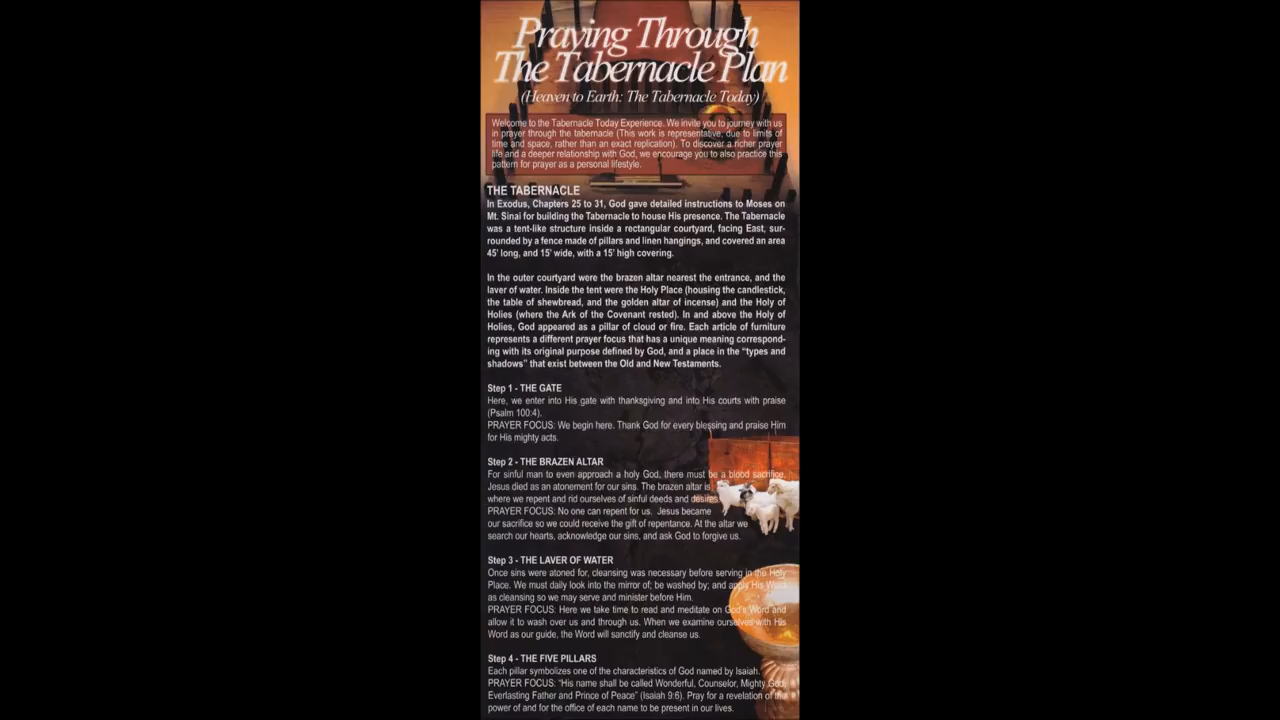 Praying Through
The Tabernacle Plan
(Heaven to Earth: The Tabernacle Today)
Welcome to the Tabernacle Today Experience. We invite you to journey with us
in prayer through the tabernacle (This work is representative, due to limits of
time and space, rather than an exact replication). To discover a richer prayer
life and a deeper relationship with God, we encourage you to also practice this
pattern for prayer as a personal lifestyle.
THE TABERNACLE
In Exodus, Chapters 25 to 31, God gave detailed instructions to Moses on
Mt. Sinai for building the Tabernacle to house His presence. The Tabernacle
was a tent-like structure inside a rectangular courtyard, facing East, sur-
rounded by a fence made of pillars and linen hangings, and covered an area
45' long, and 15' wide, with a 15' high covering.
In the outer courtyard were the brazen altar nearest the entrance, and the
laver of water. Inside the tent were the Holy Place (housing the candlestick,
the table of shewbread, and the golden altar of incense) and the Holy of
Holies (where the Ark of the Covenant rested). In and above the Holy of
Holies, God appeared as a pillar of cloud or fire. Each article of furniture
represents a different prayer focus that has a unique meaning correspond-
ing with its original purpose defined by God, and a place in the "types and
shadows" that exist between the Old and New Testaments.
Step 1 - THE GATE
Here, we enter into His gate with thanksgiving and into His courts with praise
(Psalm 100:4).
PRAYER FOCUS: We begin here. Thank God for every blessing and praise Him
for His mighty acts.
Step 2 - THE BRAZEN ALTAR
For sinful man to even approach a holy God, there must be a blood sacrifice.
Jesus died as an atonement for our sins. The brazen altar is
where we repent and rid ourselves of sinful deeds and desires.
PRAYER FOCUS: No one can repent for us. Jesus became
our sacrifice so we could receive the gift of repentance. At the altar we
search our hearts, acknowledge our sins, and ask God to forgive us.
Step 3 - THE LAVER OF WATER
Once sins were atoned for, cleansing was necessary before serving in the Holy
Place. We must daily look into the mirror of; be washed by; and apply His Word
as cleansing so we may serve and minister before Him.
PRAYER FOCUS: Here we take time to read and meditate on God's Word and
allow it to wash over us and through us. When we examine ourselves with His
Word as our guide, the Word will sanctify and cleanse us.
Step 4 - THE FIVE PILLARS
Each pillar symbolizes one of the characteristics of God named by Isaiah.
PRAYER FOCUS: "His name shall be called Wonderful, Counselor, Mighty God,
Everlasting Father and Prince of Peace" (Isaiah 9:6). Pray for a revelation of the
power of and for the office of each name to be present in our lives.